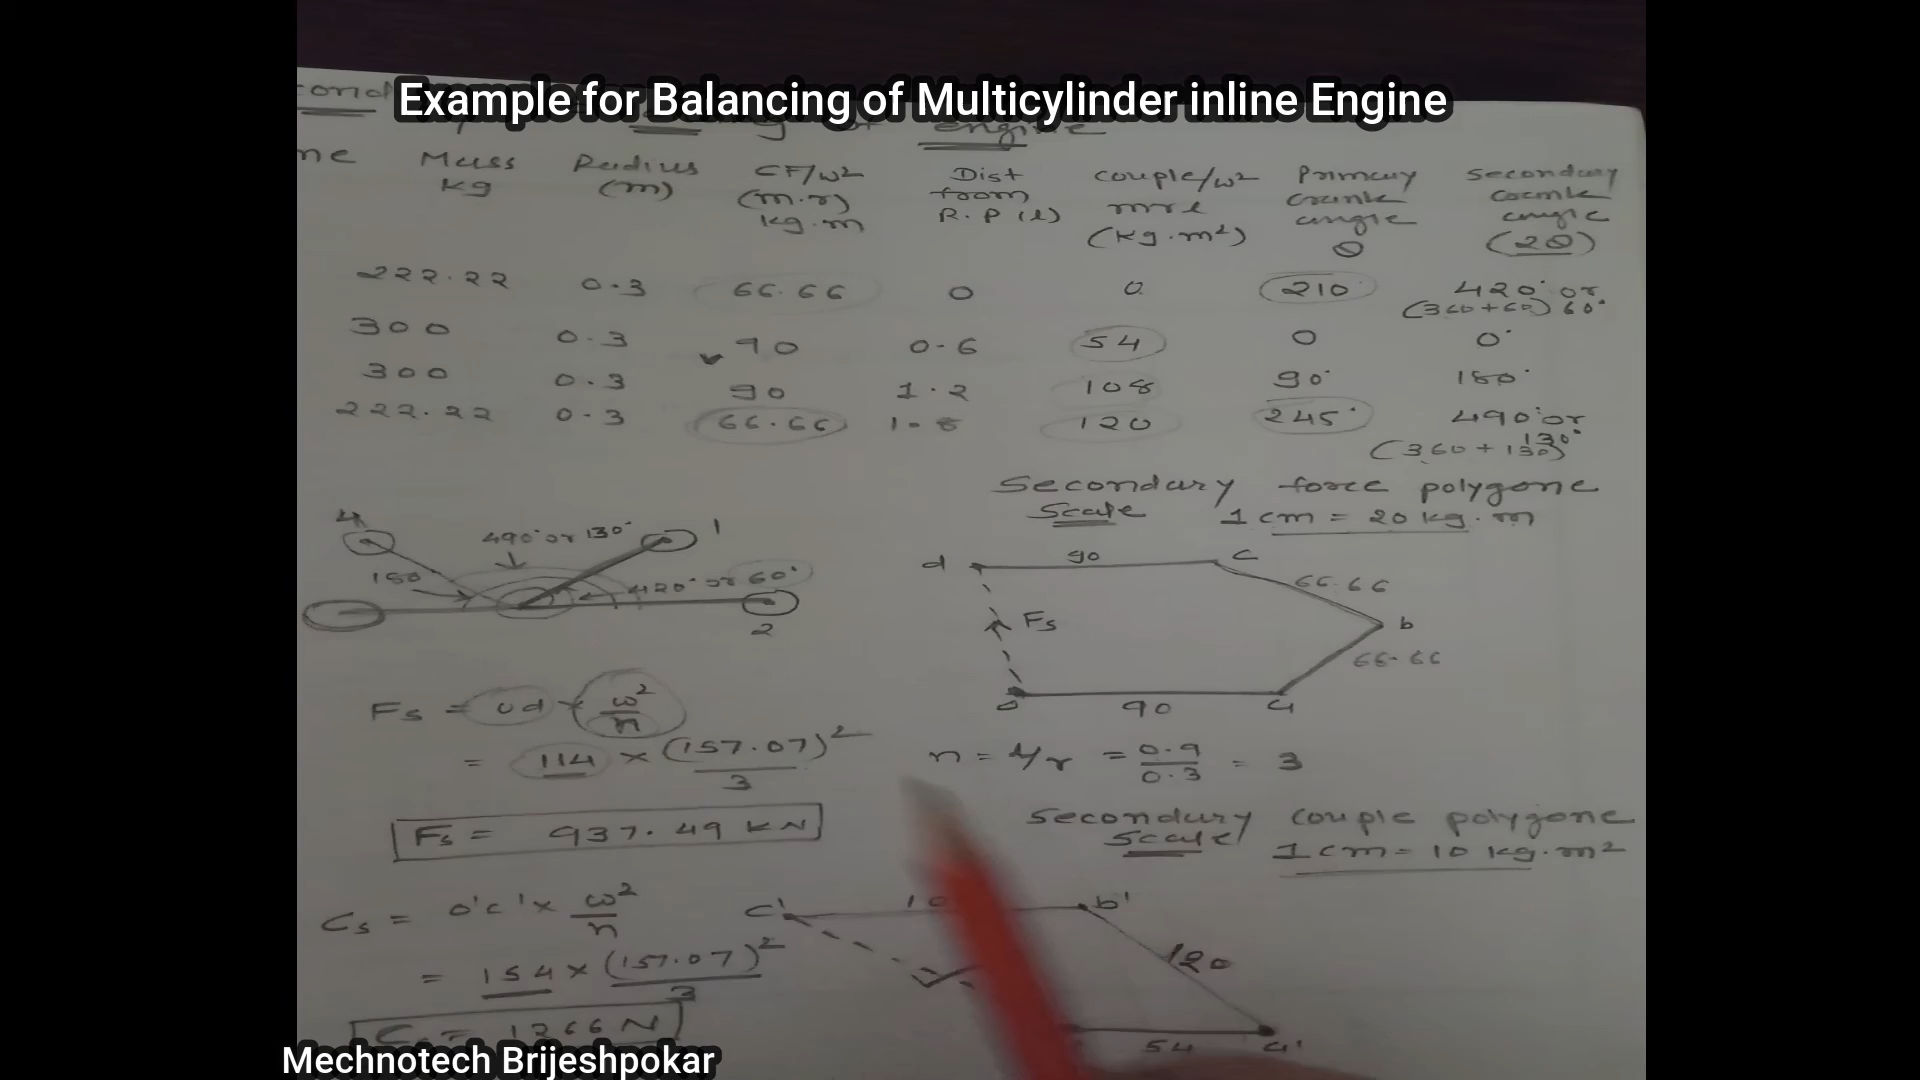 Example for Balancing of Multicylinder inline Engine
engine
ne Mass Radius CF/ω² Dist couple/ω² Primary secondary
kg (m) (m.r) from mrl crank crank
kg.m R.P (l) (kg.m²) angle angle
θ (2θ)
222.22 0.3 66.66 0 0 210 420° or
(360+60) 60°
300 0.3 90 0.6 54 0 0°
300 0.3 90 1.2 108 90° 180°
222.22 0.3 66.66 1.8 120 245° 490° or
130°
(360+130)
Secondary force polygone
Scale 1 cm = 20 kg.m
4 490° or 130° 1
180 420° or 60°
2
d 90 c
66.66
Fs b
66.66
o 90 a
Fs = od × ω²/n
= 114 × (157.07)²/3
n = l/r = 0.9/0.3 = 3
Fs = 937.49 KN
Secondary couple polygone
Scale 1 cm = 10 kg.m²
Cs = o'c' × ω²/n
c' b'
120
= 154 × (157.07)²/3
= 1266 N
54 a'
Mechnotech Brijeshpokar